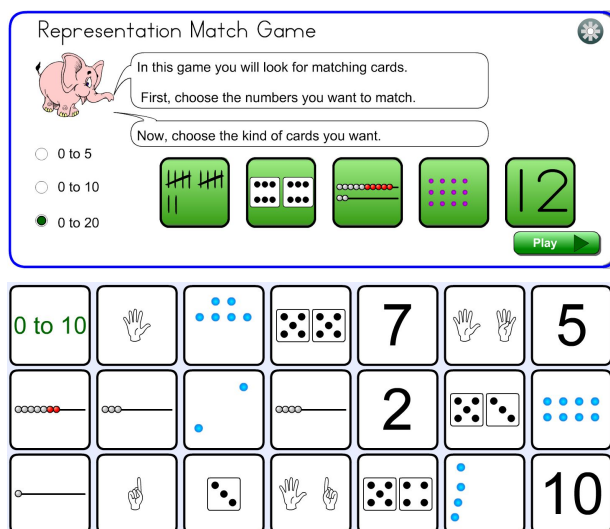 Representation Match Game
In this game you will look for matching cards.
First, choose the numbers you want to match.
Now, choose the kind of cards you want.
0 to 5
0 to 10
0 to 20
12
Play
0 to 10
7
5
2
10